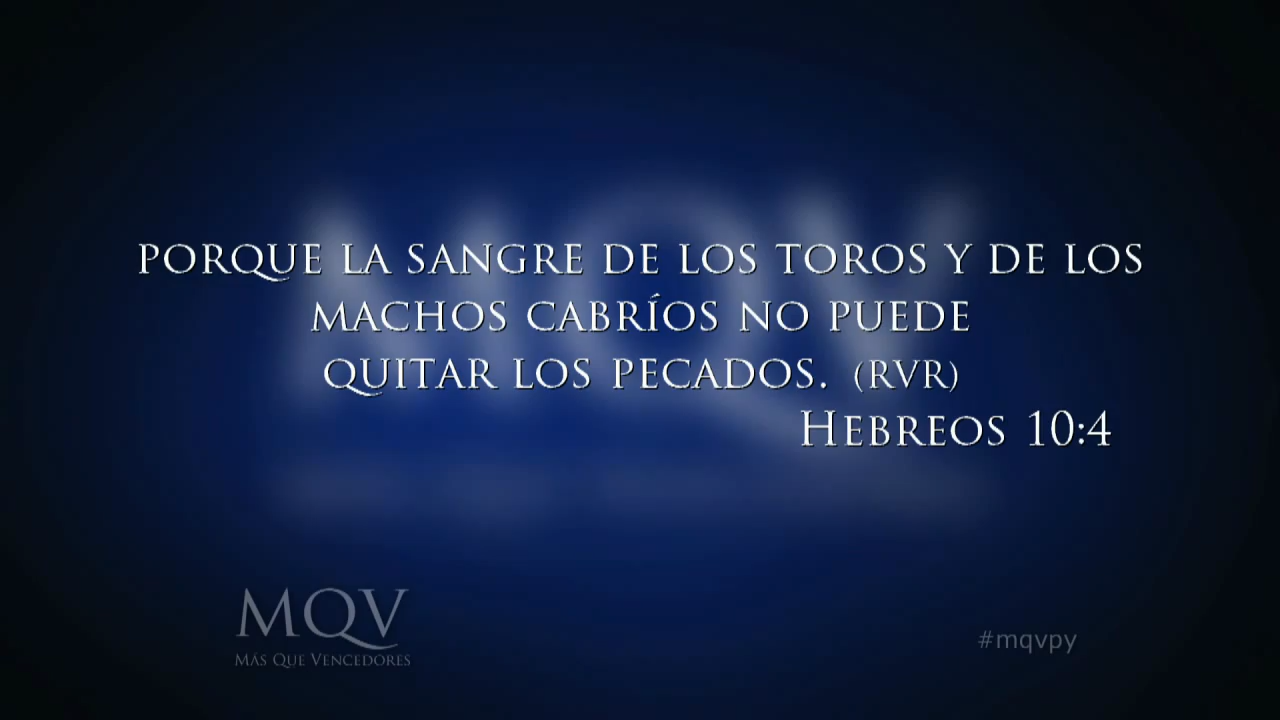 PORQUE LA SANGRE DE LOS TOROS Y DE LOS
MACHOS CABRÍOS NO PUEDE
QUITAR LOS PECADOS. (RVR)
HEBREOS 10:4
MQV
MÁS QUE VENCEDORES
#mqvpy